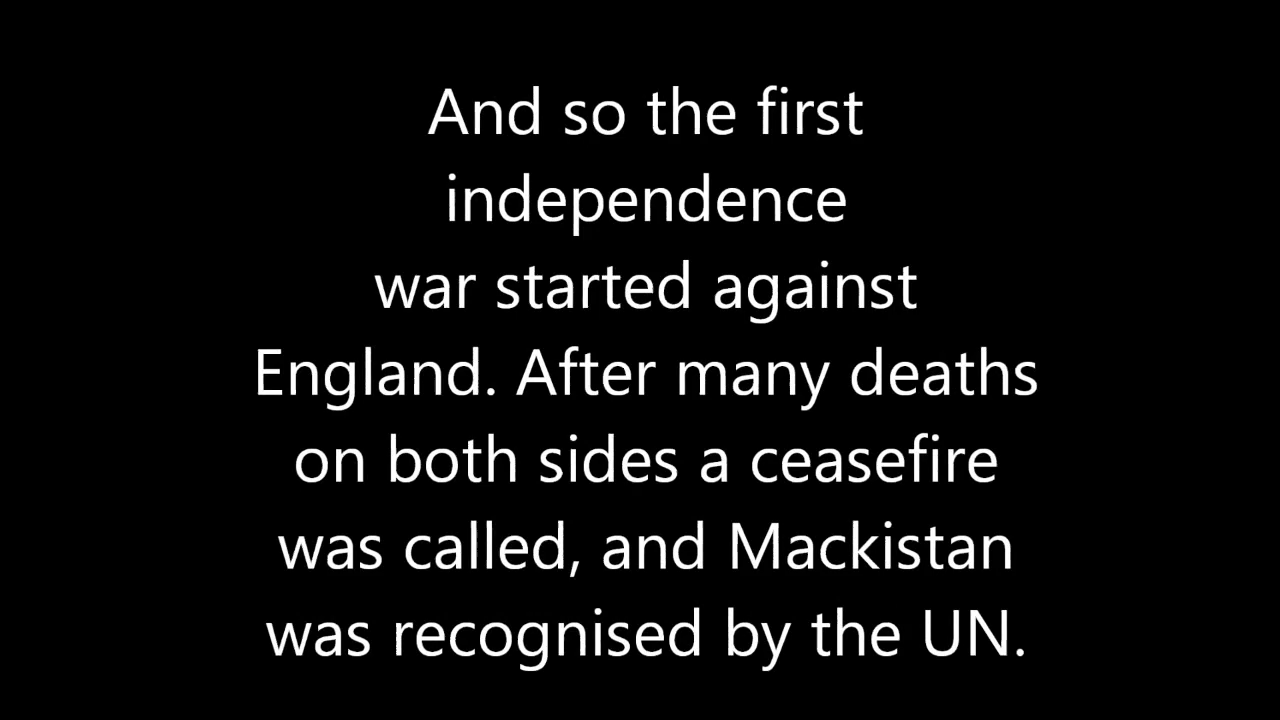 And so the first
independence
war started against
England. After many deaths
on both sides a ceasefire
was called, and Mackistan
was recognised by the UN.